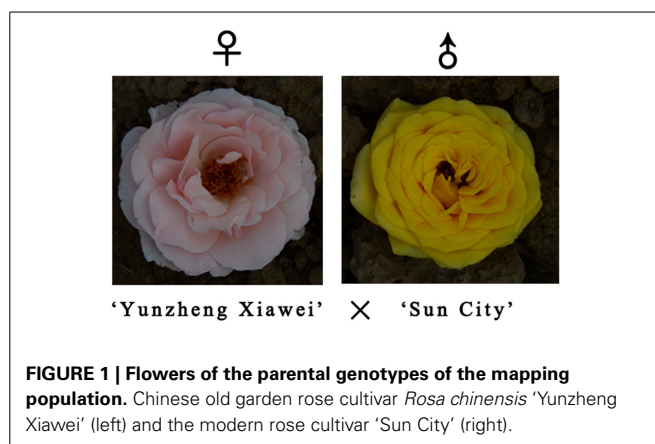 ♀ ♂
‘Yunzheng Xiawei’ × ‘Sun City’
FIGURE 1 | Flowers of the parental genotypes of the mapping
population. Chinese old garden rose cultivar Rosa chinensis ‘Yunzheng
Xiawei’ (left) and the modern rose cultivar ‘Sun City’ (right).